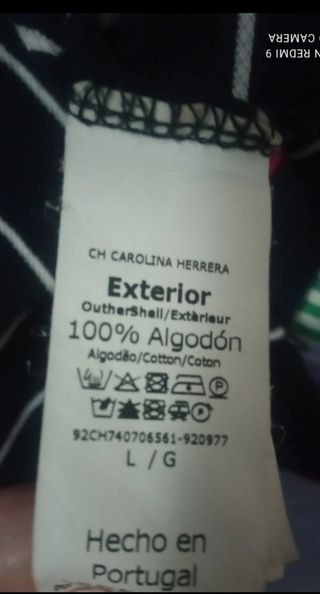 CH CAROLINA HERRERA
Exterior
OutherShell/Extèrieur
100% Algodón
Algodão/Cotton/Coton
92CH740706561-920977
L / G
Hecho en
Portugal
CAMERA
REDMI 9